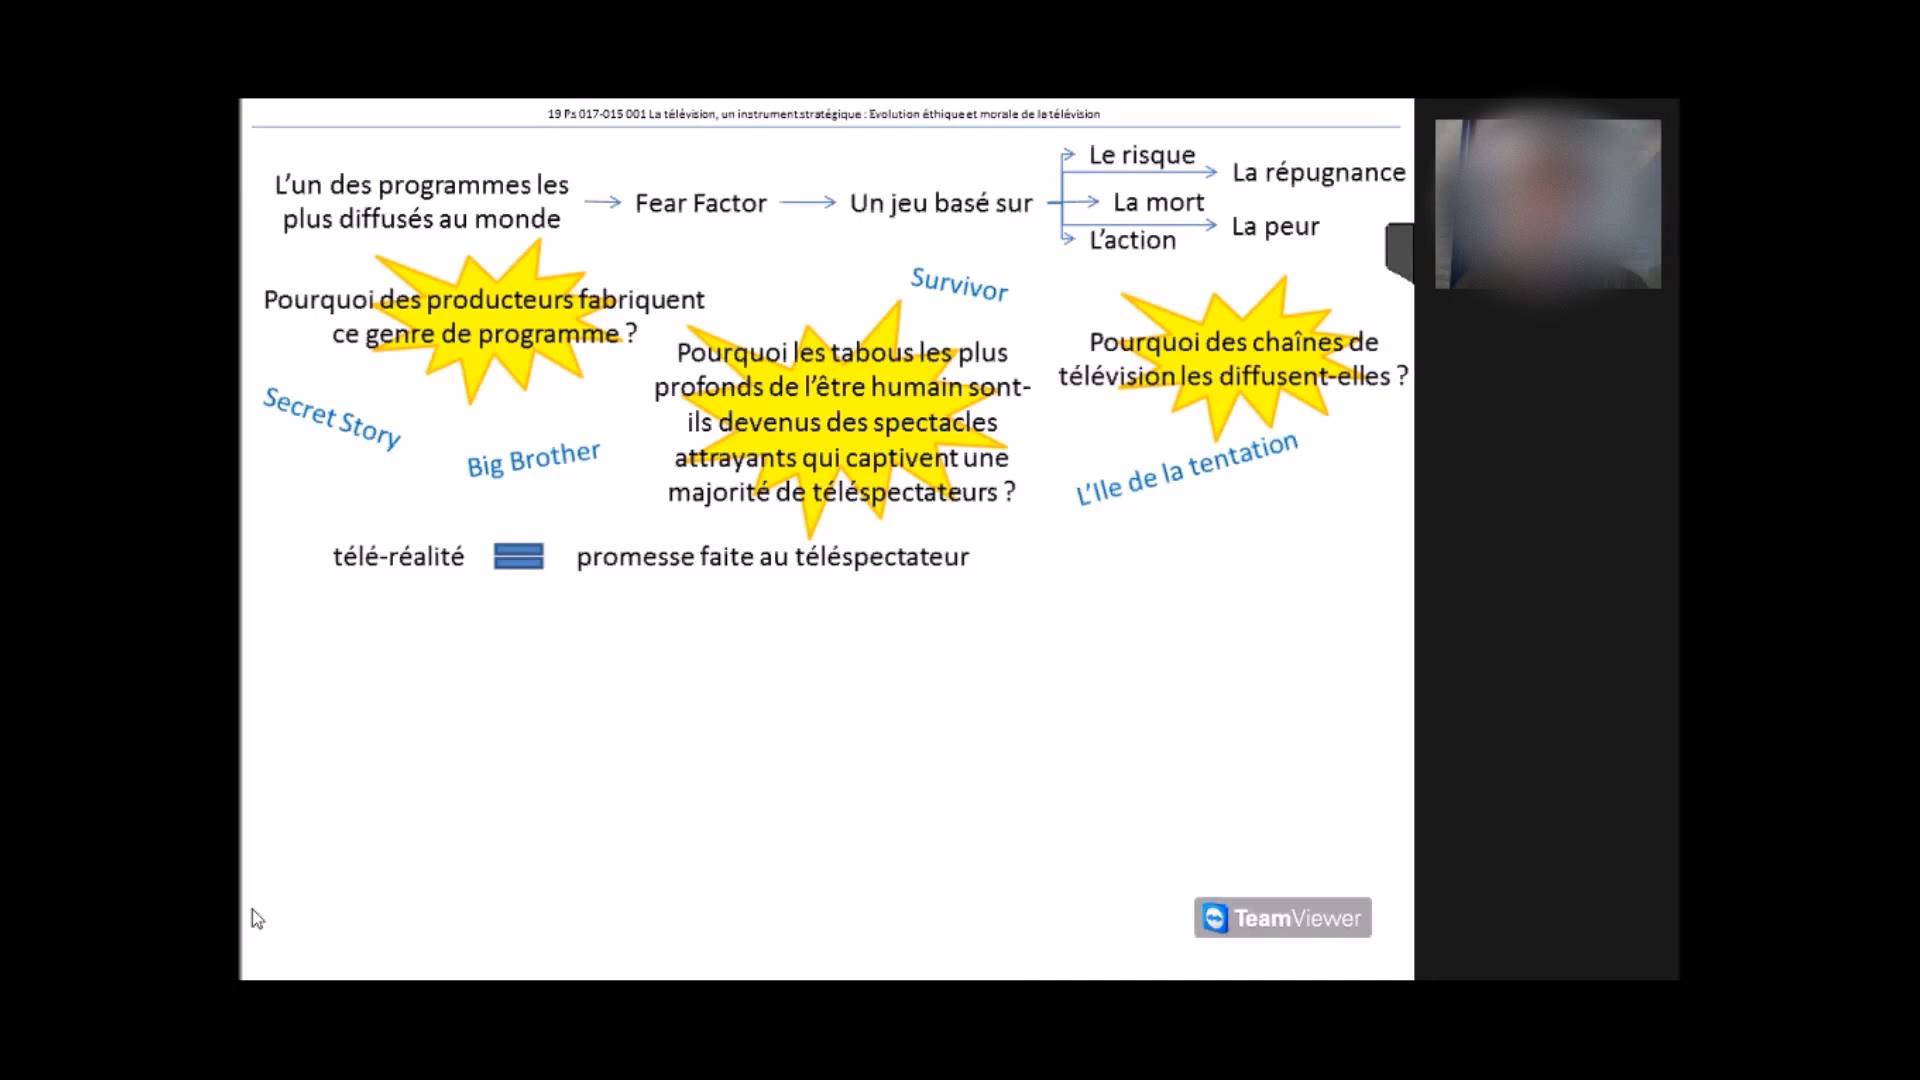 19 Ps 017-015 001 La télévision, un instrument stratégique : Evolution éthique et morale de la télévision
L'un des programmes les
plus diffusés au monde
Fear Factor
Un jeu basé sur
Le risque
La répugnance
La mort
La peur
L'action
Pourquoi des producteurs fabriquent
ce genre de programme ?
Survivor
Pourquoi les tabous les plus
profonds de l'être humain sont-
ils devenus des spectacles
attrayants qui captivent une
majorité de téléspectateurs ?
Pourquoi des chaînes de
télévision les diffusent-elles ?
Secret Story
Big Brother
L'Ile de la tentation
télé-réalité
promesse faite au téléspectateur
TeamViewer